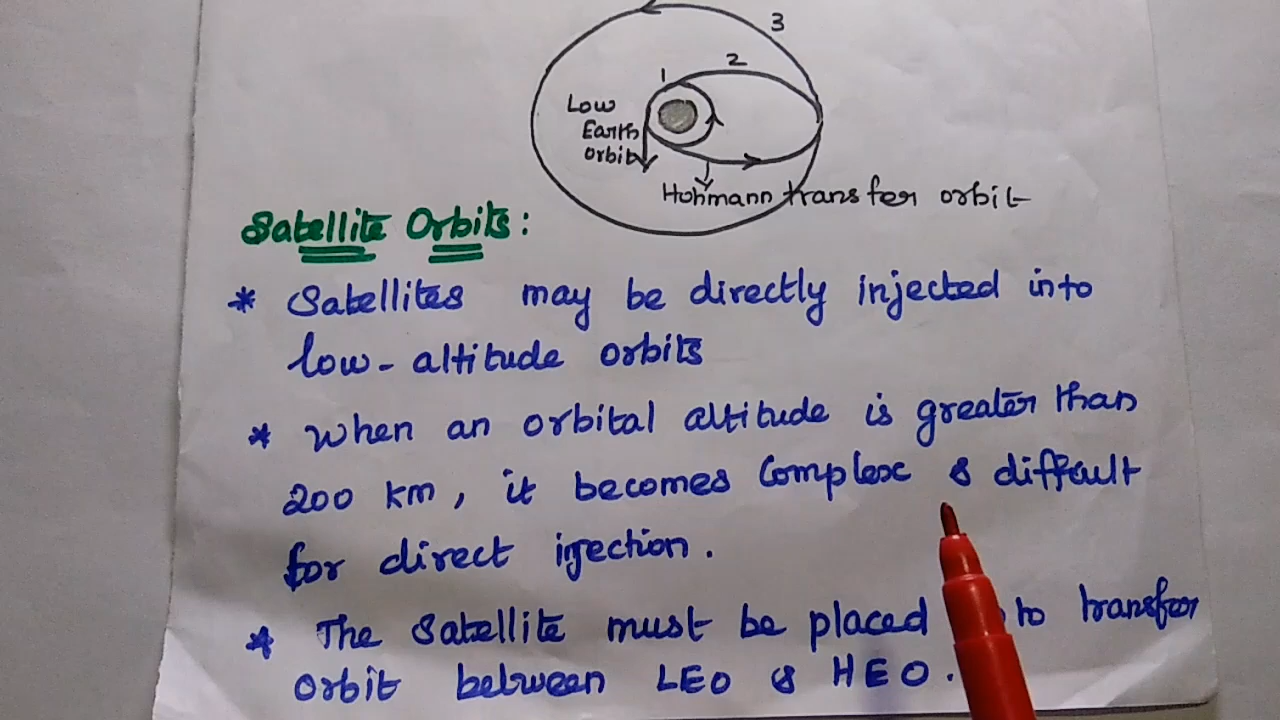 3
2
1
Low
Earth
orbit
Hohmann transfer orbit
Satellite Orbits:
* Satellites may be directly injected into
low-altitude orbits
* When an orbital altitude is greater than
200 km, it becomes Complex & difficult
for direct injection.
* The Satellite must be placed to transfer
orbit between LEO & HEO.